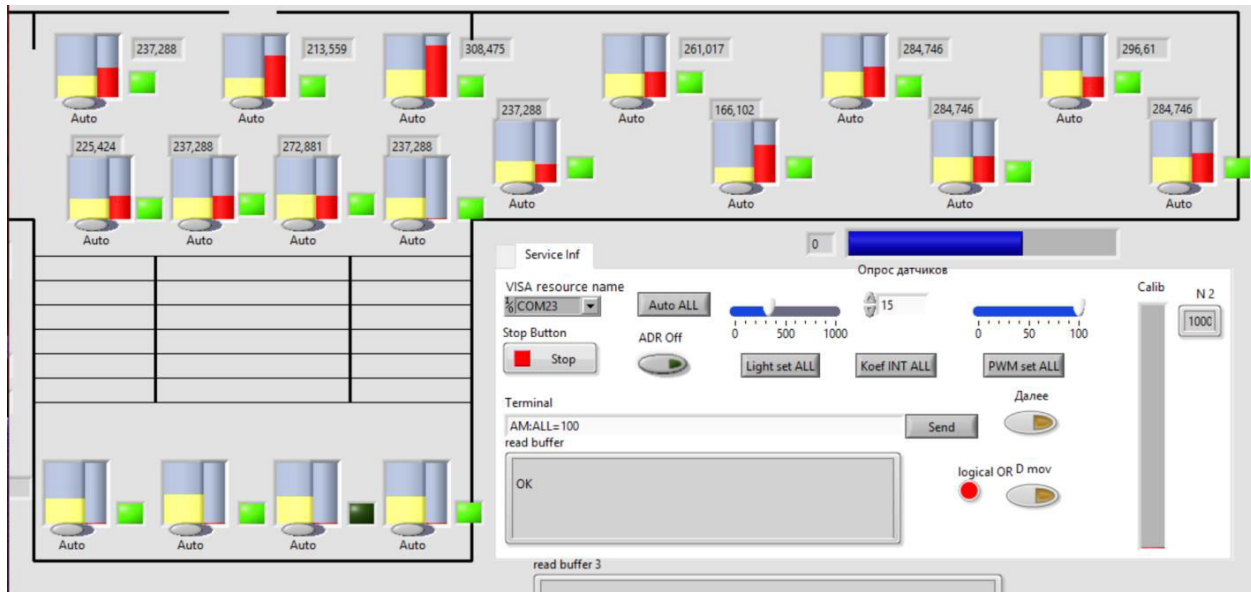 237,288
213,559
308,475
261,017
284,746
296,61
Auto
Auto
Auto
Auto
Auto
Auto
237,288
166,102
284,746
284,746
225,424
237,288
272,881
237,288
Auto
Auto
Auto
Auto
Auto
Auto
Auto
Auto
0
Service Inf
Опрос датчиков
VISA resource name
COM23
Auto ALL
15
Calib
N 2
1000
Stop Button
Stop
ADR Off
0 500 1000
0 50 100
Light set ALL
Koef INT ALL
PWM set ALL
Terminal
Далее
AM:ALL=100
Send
read buffer
OK
logical OR
D mov
Auto
Auto
Auto
Auto
read buffer 3